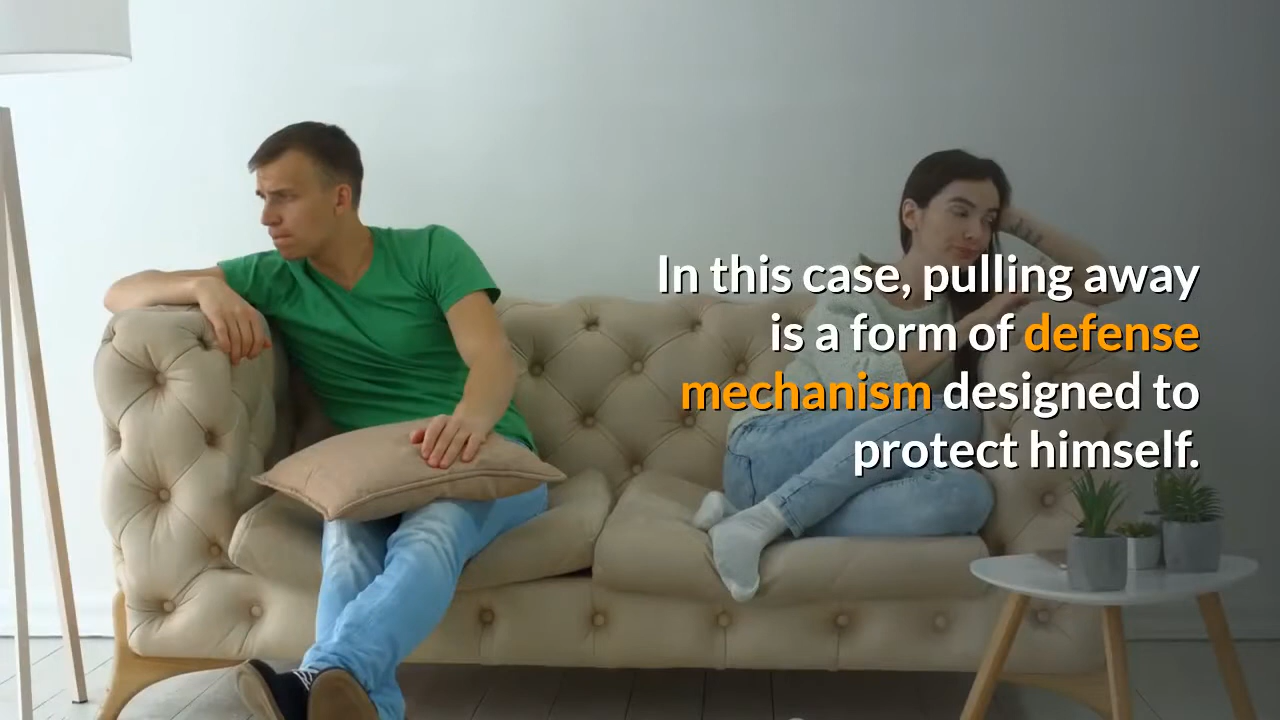 In this case, pulling away
is a form of defense
mechanism designed to
protect himself.